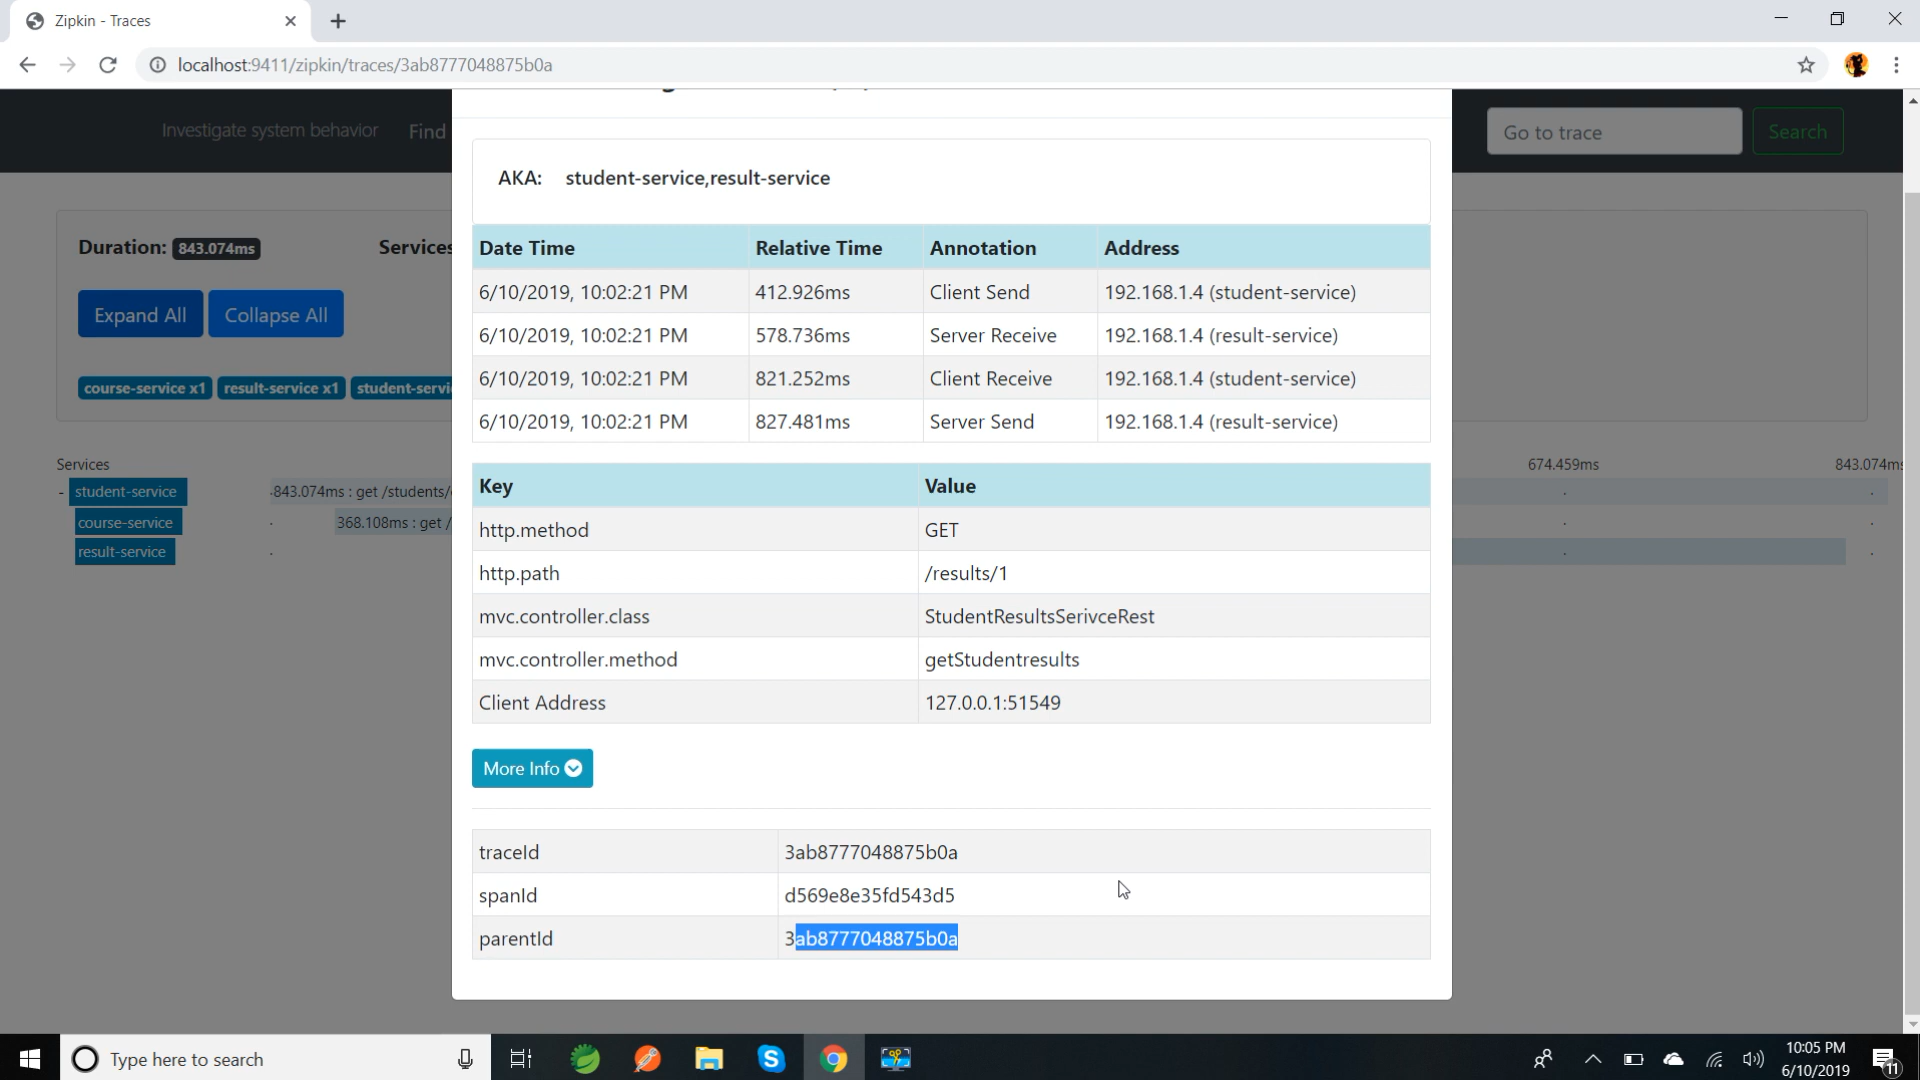 Zipkin - Traces
localhost:9411/zipkin/traces/3ab8777048875b0a
Investigate system behavior Find
Go to trace Search
AKA: student-service,result-service
Duration: 843.074ms Services
Expand All Collapse All
course-service x1 result-service x1 student-servi
Date Time Relative Time Annotation Address
6/10/2019, 10:02:21 PM 412.926ms Client Send 192.168.1.4 (student-service)
6/10/2019, 10:02:21 PM 578.736ms Server Receive 192.168.1.4 (result-service)
6/10/2019, 10:02:21 PM 821.252ms Client Receive 192.168.1.4 (student-service)
6/10/2019, 10:02:21 PM 827.481ms Server Send 192.168.1.4 (result-service)
Services 674.459ms 843.074ms
- student-service .843.074ms : get /students/
course-service . 368.108ms : get /
result-service .
Key Value
http.method GET
http.path /results/1
mvc.controller.class StudentResultsSerivceRest
mvc.controller.method getStudentresults
Client Address 127.0.0.1:51549
More Info
traceId 3ab8777048875b0a
spanId d569e8e35fd543d5
parentId 3ab8777048875b0a
Type here to search
10:05 PM
6/10/2019
11